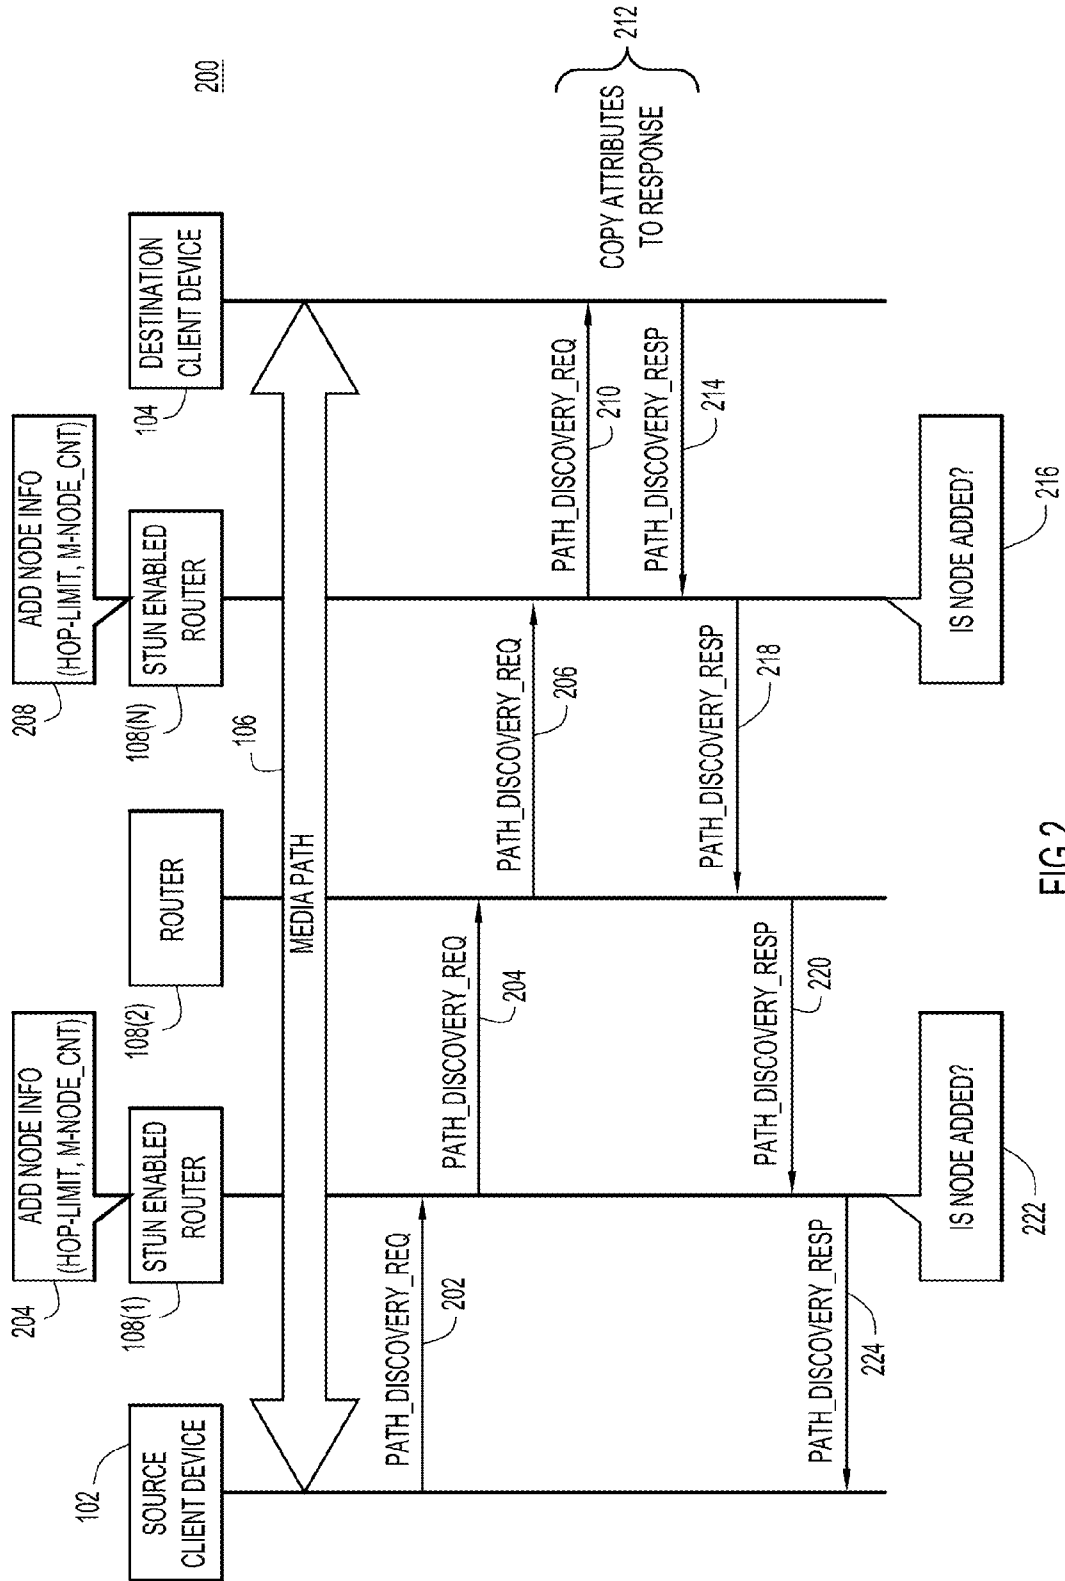 200
204
ADD NODE INFO
(HOP-LIMIT, M-NODE_CNT)
208
ADD NODE INFO
(HOP-LIMIT, M-NODE_CNT)
102
SOURCE
CLIENT DEVICE
108(1)
STUN ENABLED
ROUTER
108(2)
ROUTER
108(N)
STUN ENABLED
ROUTER
104
DESTINATION
CLIENT DEVICE
106
MEDIA PATH
PATH_DISCOVERY_REQ
202
PATH_DISCOVERY_REQ
204
PATH_DISCOVERY_REQ
206
PATH_DISCOVERY_REQ
210
COPY ATTRIBUTES
TO RESPONSE
212
PATH_DISCOVERY_RESP
214
PATH_DISCOVERY_RESP
218
PATH_DISCOVERY_RESP
220
PATH_DISCOVERY_RESP
224
IS NODE ADDED?
222
IS NODE ADDED?
216
FIG.2